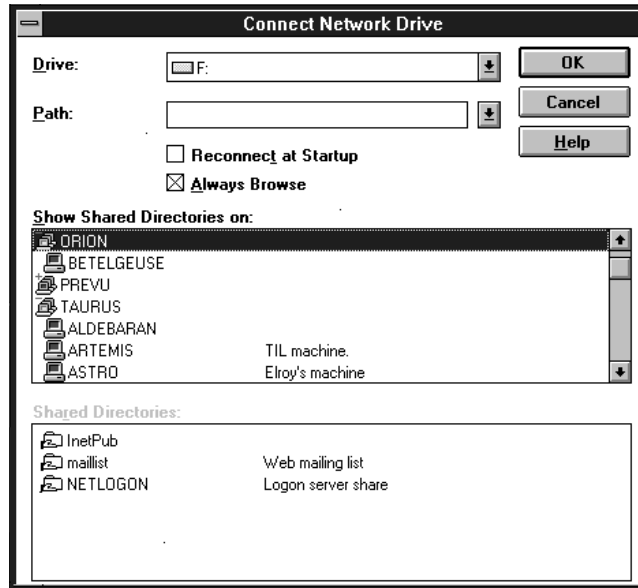 Connect Network Drive
Drive: F: OK
Path: Cancel
Help
Reconnect at Startup
Always Browse
Show Shared Directories on:
ORION
BETELGEUSE
PREVU
TAURUS
ALDEBARAN
ARTEMIS TIL machine.
ASTRO Elroy's machine
Shared Directories:
InetPub
maillist Web mailing list
NETLOGON Logon server share